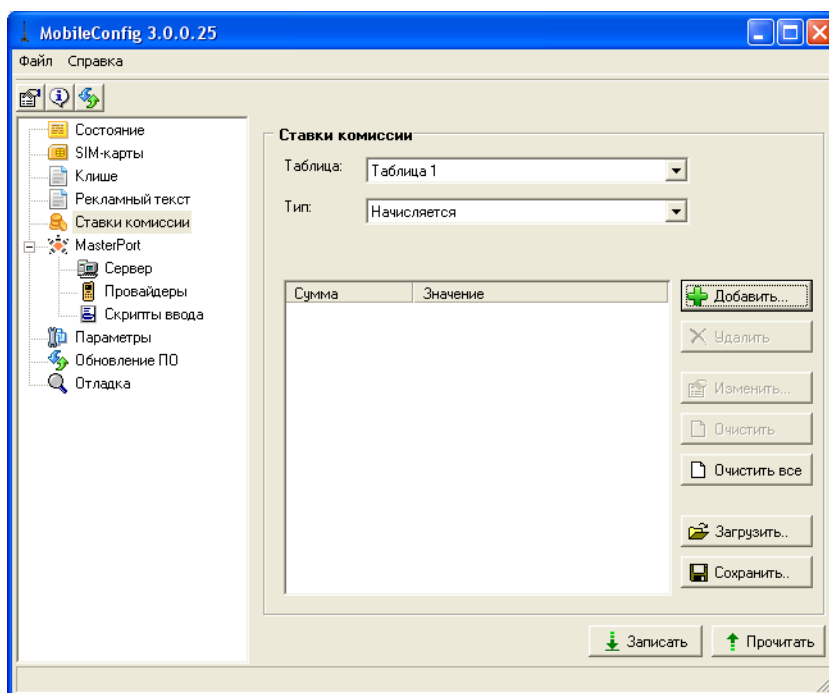 MobileConfig 3.0.0.25
Файл Справка
Состояние
SIM-карты
Клише
Рекламный текст
Ставки комиссии
MasterPort
Сервер
Провайдеры
Скрипты ввода
Параметры
Обновление ПО
Отладка
Ставки комиссии
Таблица: Таблица 1
Тип: Начисляется
Сумма Значение
Добавить...
Удалить
Изменить...
Очистить
Очистить все
Загрузить..
Сохранить..
Записать Прочитать